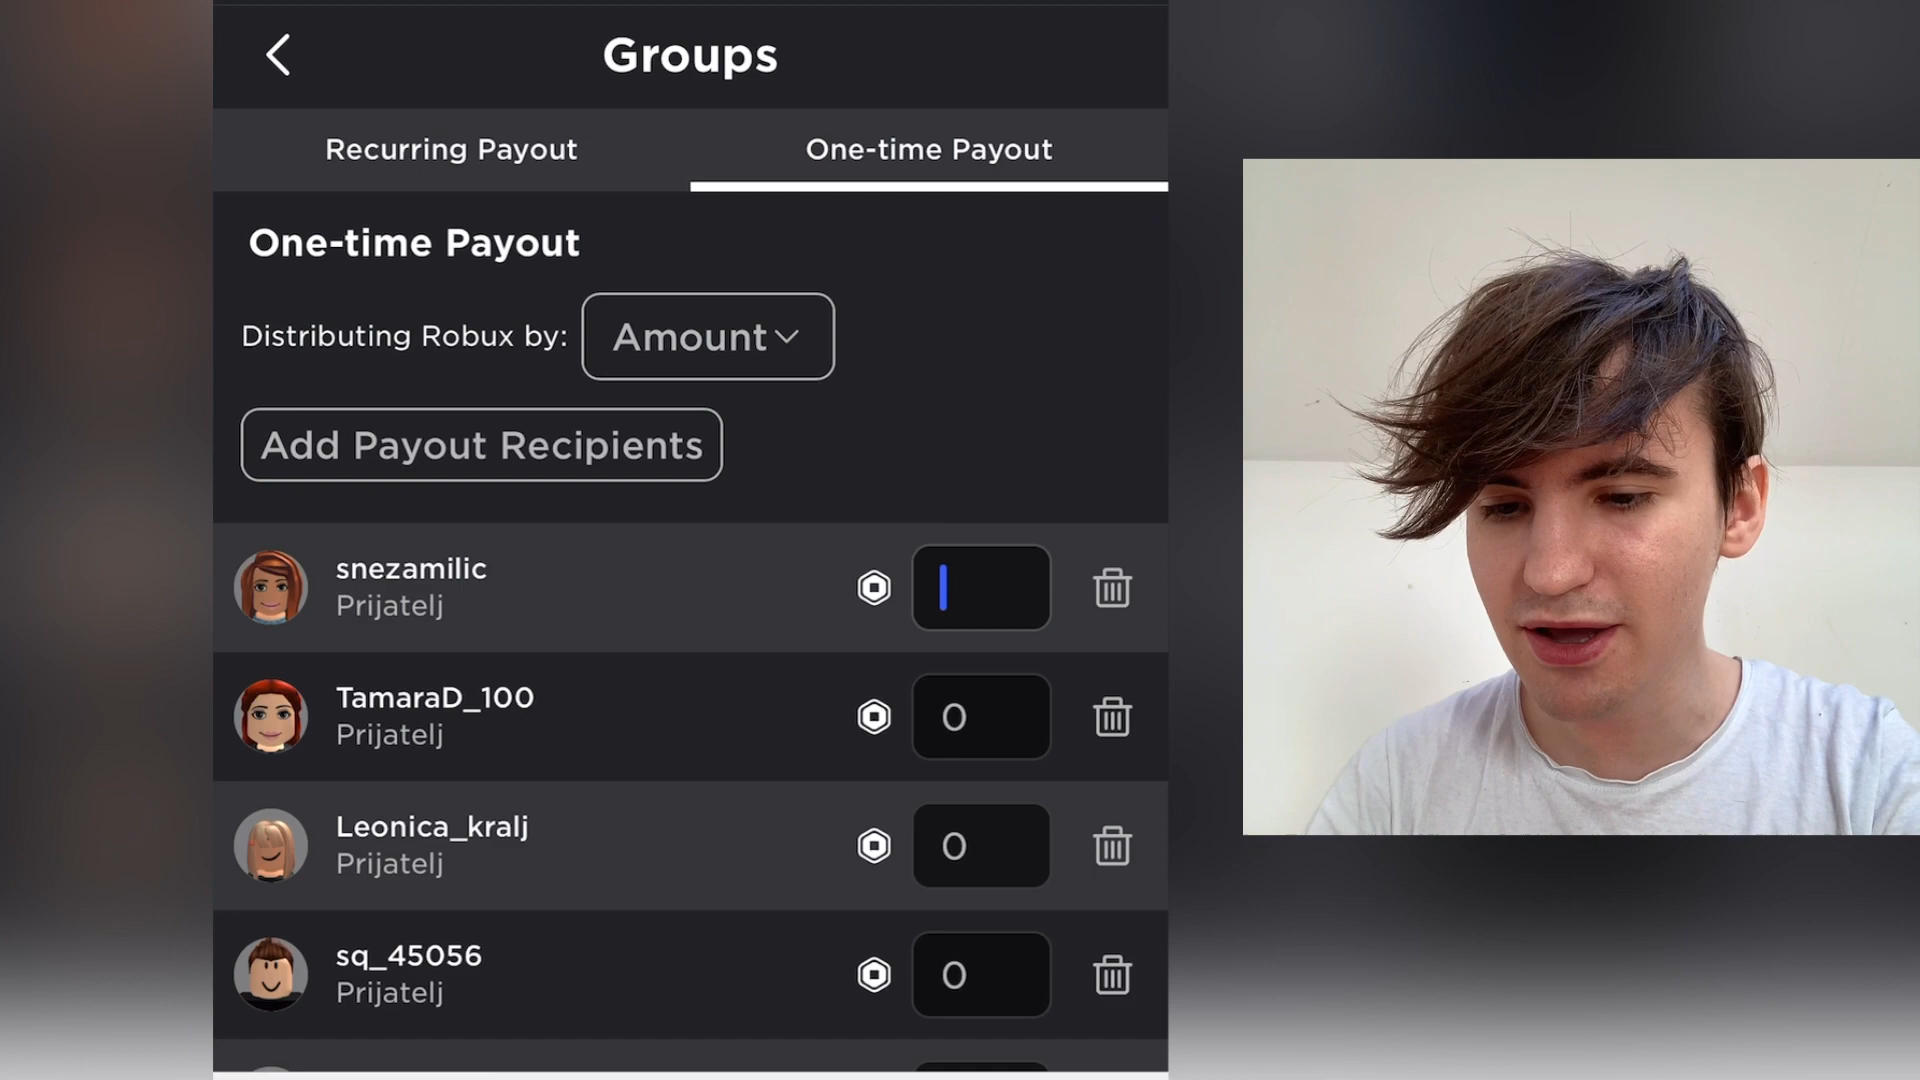 Groups
Recurring Payout
One-time Payout
One-time Payout
Distributing Robux by: Amount
Add Payout Recipients
snezamilic
Prijatelj
TamaraD_100
Prijatelj
0
Leonica_kralj
Prijatelj
0
sq_45056
Prijatelj
0